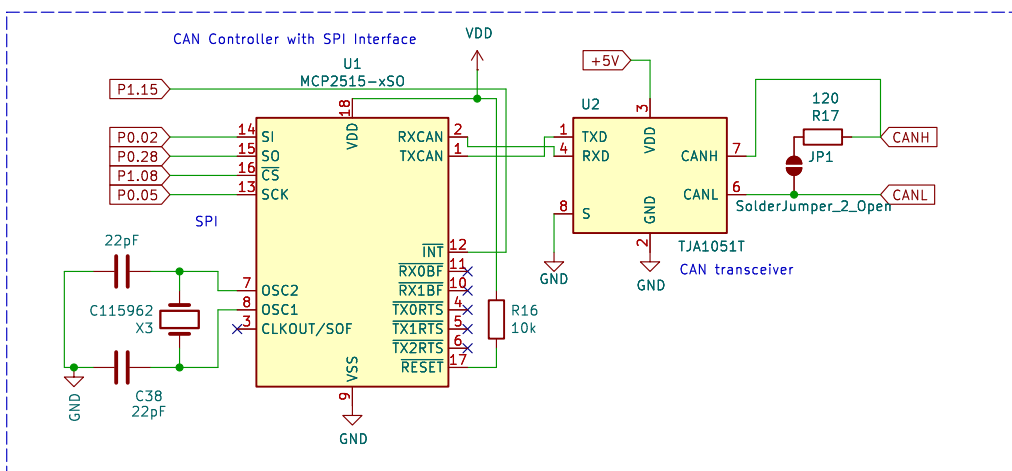 CAN Controller with SPI Interface
VDD
U1
MCP2515-xSO
+5V
P1.15
P0.02
P0.28
P1.08
P0.05
SPI
14 SI
15 SO
16 CS
13 SCK
18
VDD
RXCAN 2
TXCAN 1
INT 12
RX0BF 11
RX1BF 10
TX0RTS 4
TX1RTS 5
TX2RTS 6
RESET 17
7 OSC2
8 OSC1
3 CLKOUT/SOF
VSS
9
GND
22pF
C115962
X3
C38
22pF
GND
R16
10k
U2
1 TXD
4 RXD
8 S
3
VDD
CANH 7
CANL 6
GND
2
TJA1051T
CAN transceiver
GND
GND
120
R17
JP1
SolderJumper_2_Open
CANH
CANL